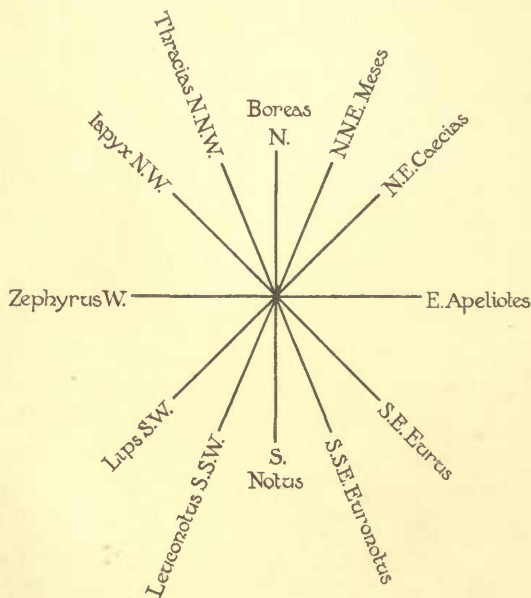 Thracias N.N.W.
Boreas
N.
N.N.E. Meses
Iapyx N.W.
N.E. Caecias
Zephyrus W.
E. Apeliotes
Lips S.W.
S.E. Eurus
Leuconotus S.S.W.
S.
Notus
S.S.E. Euronotus